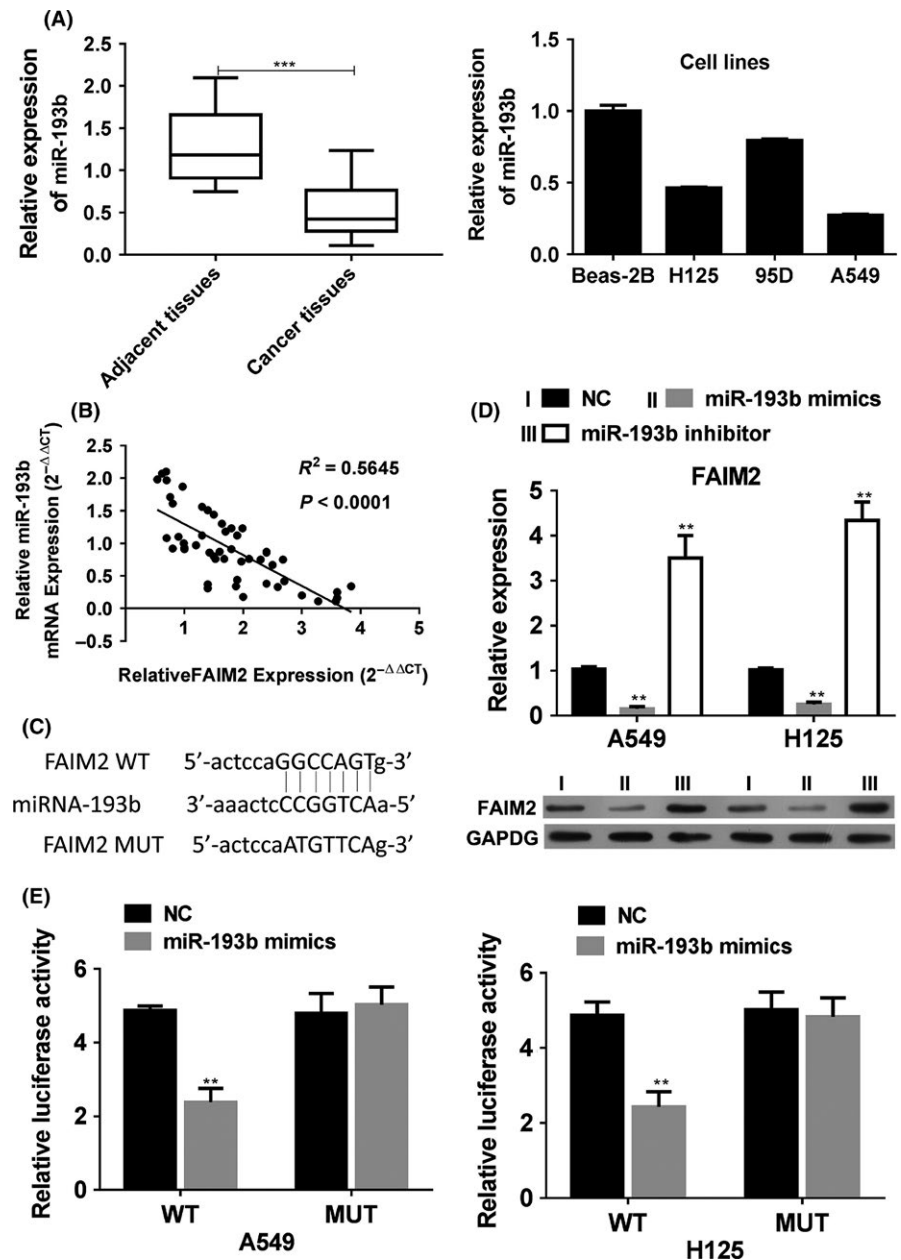 (A)
Relative expression
of miR-193b
2.5
2.0
1.5
1.0
0.5
0.0
***
Adjacent tissues
Cancer tissues
Relative expression
of miR-193b
1.5
1.0
0.5
0.0
Cell lines
Beas-2B H125 95D A549
(B)
Relative miR-193b
mRNA Expression (2−ΔΔCT)
2.5
2.0
1.5
1.0
0.5
0.0
−0.5
R² = 0.5645
P < 0.0001
1 2 3 4 5
RelativeFAIM2 Expression (2−ΔΔCT)
(C)
FAIM2 WT 5’-actccaGGCCAGTg-3’
miRNA-193b 3’-aaactcCCGGTCAa-5’
FAIM2 MUT 5’-actccaATGTTCAg-3’
(D)
I NC II miR-193b mimics
III miR-193b inhibitor
FAIM2
Relative expression
5
4
3
2
1
0
** ** ** **
A549 H125
I II III I II III
FAIM2
GAPDG
(E)
NC
miR-193b mimics
Relative luciferase activity
6
4
2
0
**
WT MUT
A549
NC
miR-193b mimics
Relative luciferase activity
6
4
2
0
**
WT MUT
H125